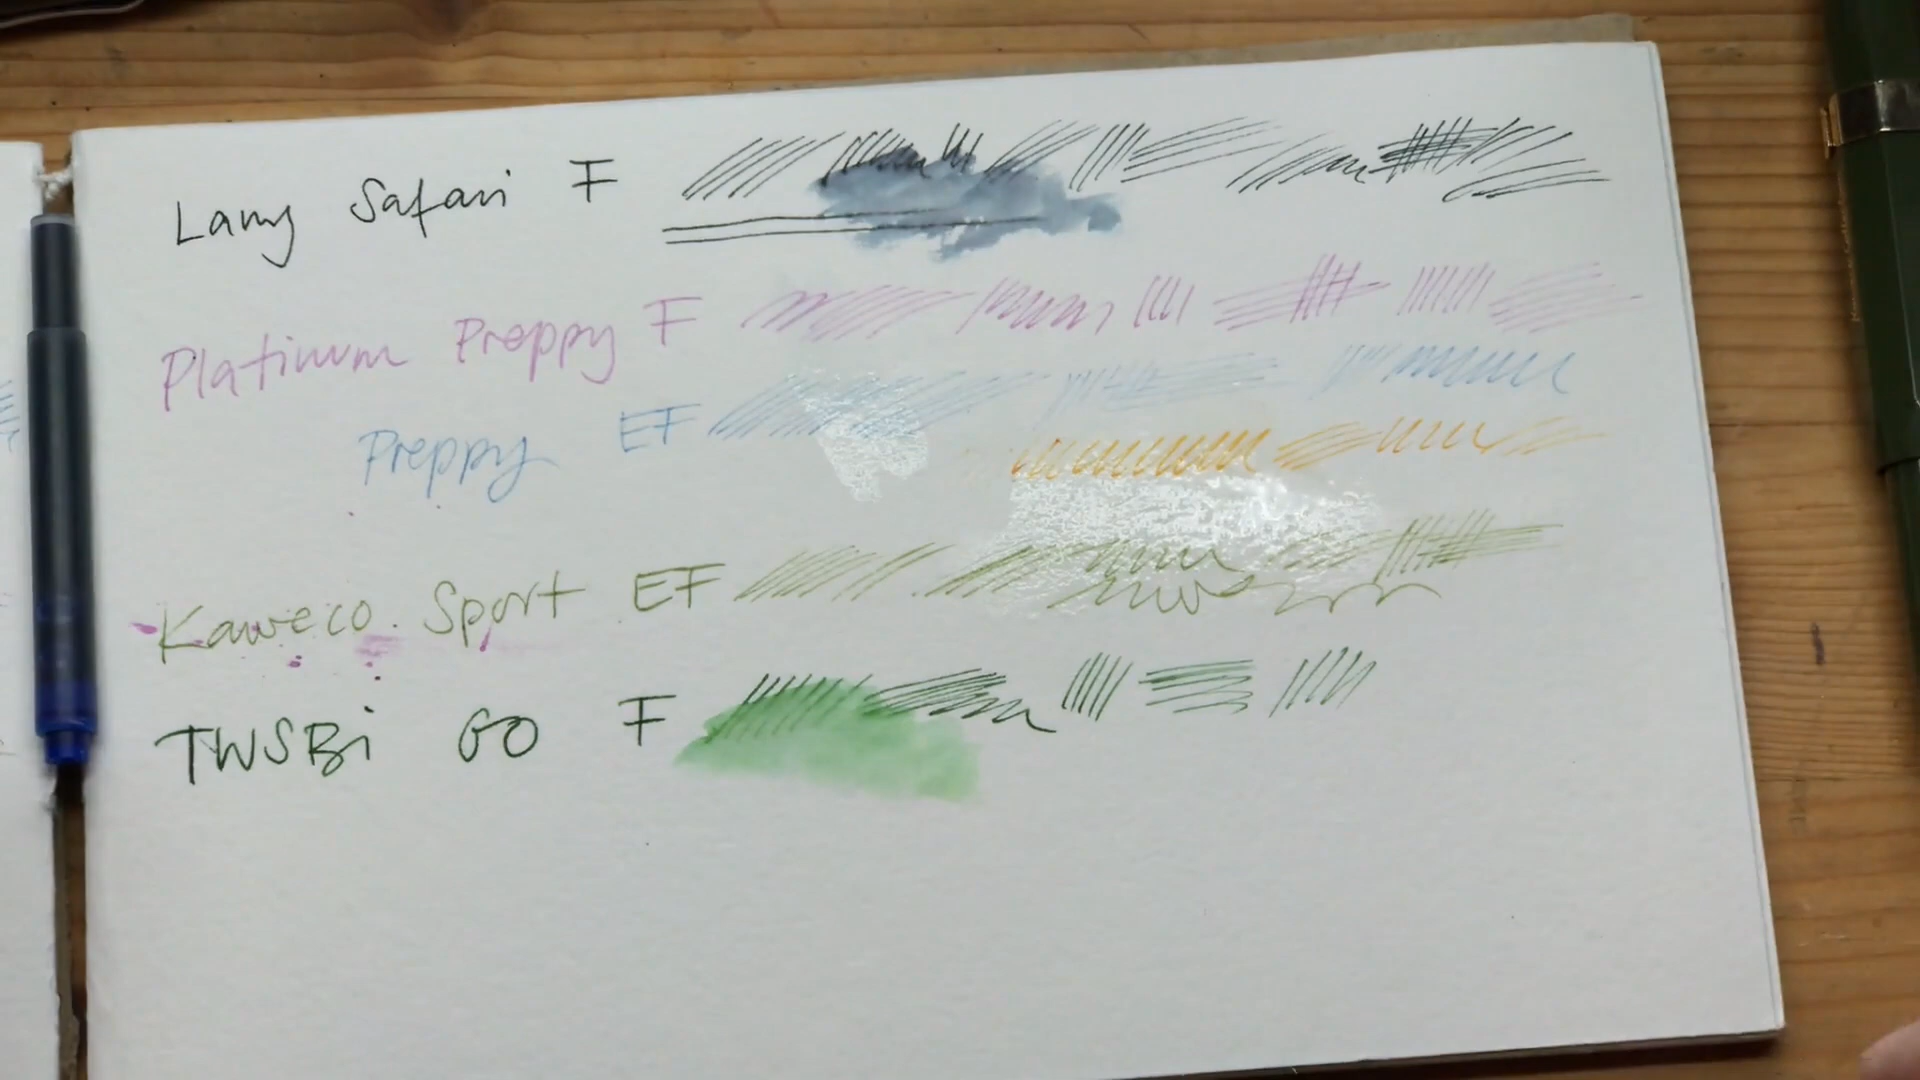 Lamy Safari F
Platinum Preppy F
Preppy EF
Kaweco. Sport EF
TWSBi GO F